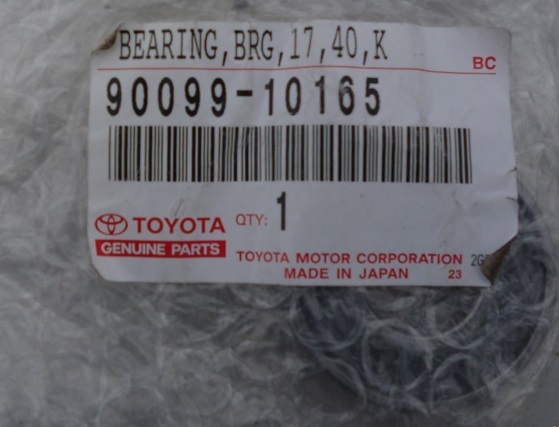 BEARING,BRG,17,40,K
BC
90099-10165
TOYOTA QTY: 1
GENUINE PARTS
TOYOTA MOTOR CORPORATION
MADE IN JAPAN 23